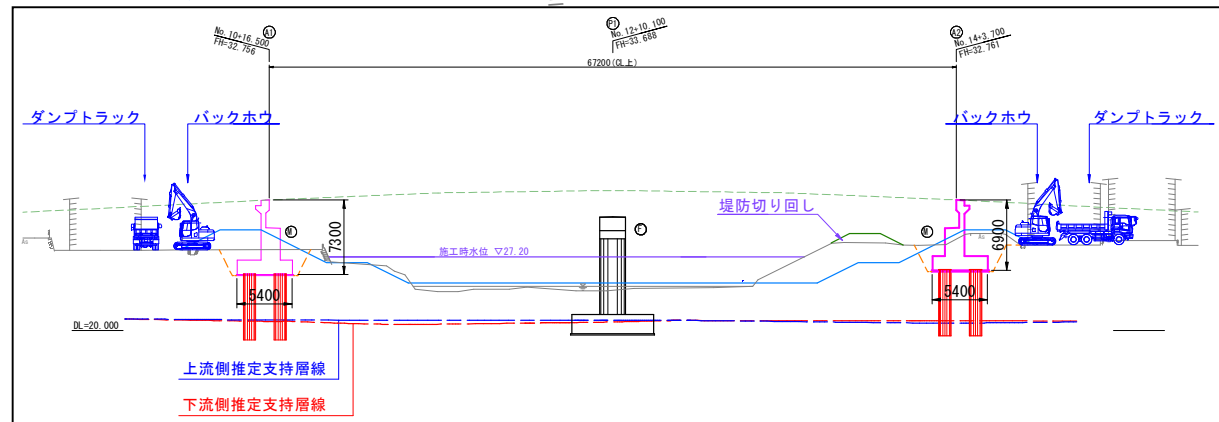 A1
No.10+16.500
FH=32.756
P1
No.12+10.100
FH=33.688
A2
No.14+3.700
FH=32.761
67200(CL上)
ダンプトラック
バックホウ
バックホウ
ダンプトラック
堤防切り回し
M
7300
施工時水位 ▽27.20
F
M
6900
5400
5400
DL=20.000
上流側推定支持層線
下流側推定支持層線